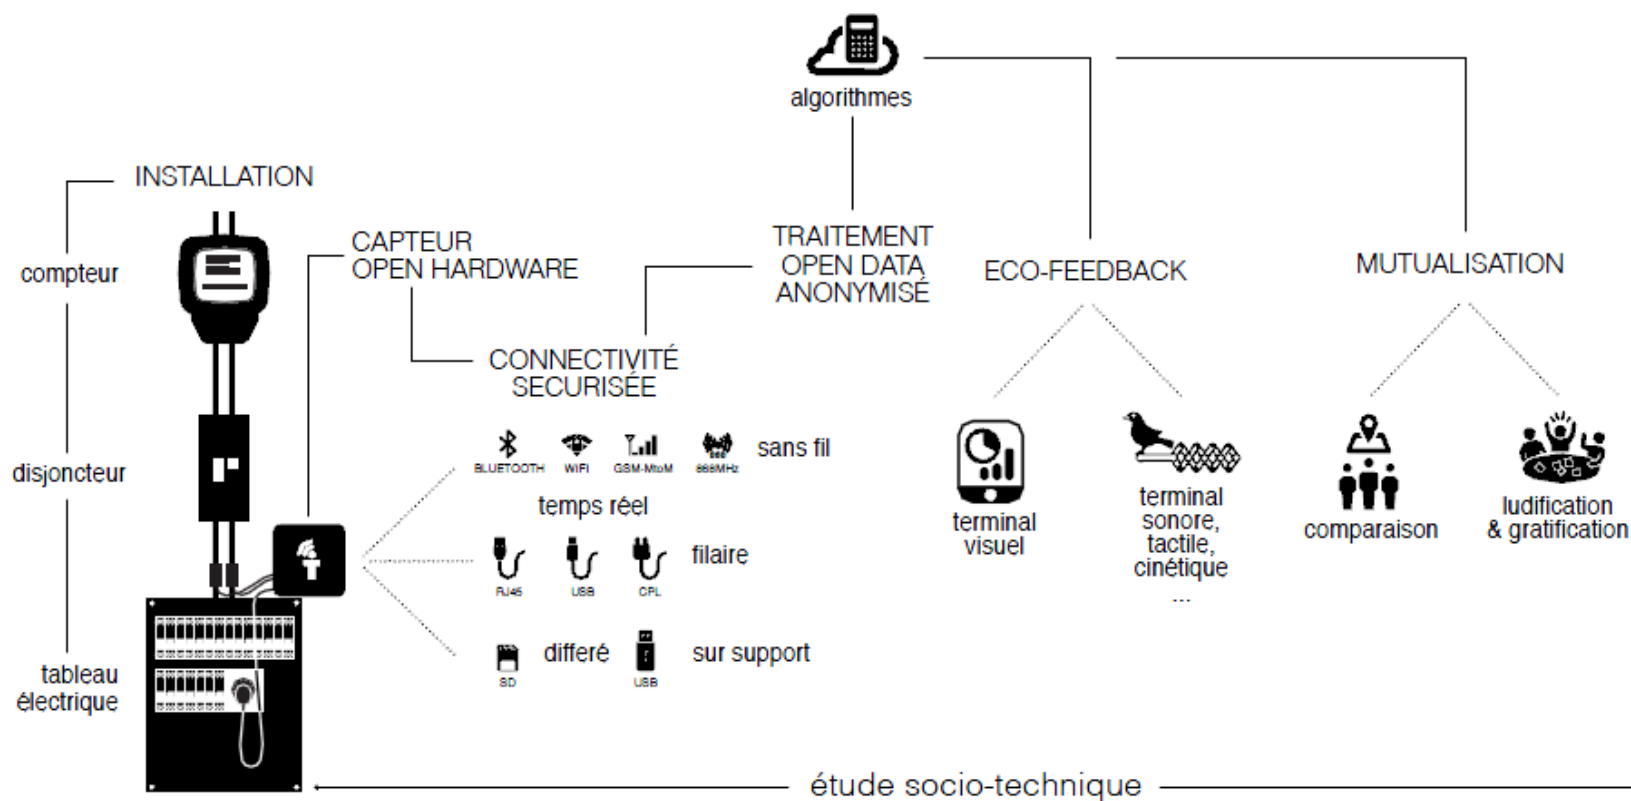 algorithmes
INSTALLATION
compteur
disjoncteur
tableau
électrique
CAPTEUR
OPEN HARDWARE
CONNECTIVITÉ
SECURISÉE
BLUETOOTH
WIFI
GSM-MtoM
868MHz
sans fil
temps réel
RJ45
USB
CPL
filaire
SD
differé
USB
sur support
TRAITEMENT
OPEN DATA
ANONYMISÉ
ECO-FEEDBACK
terminal
visuel
terminal
sonore,
tactile,
cinétique
...
MUTUALISATION
comparaison
ludification
& gratification
étude socio-technique